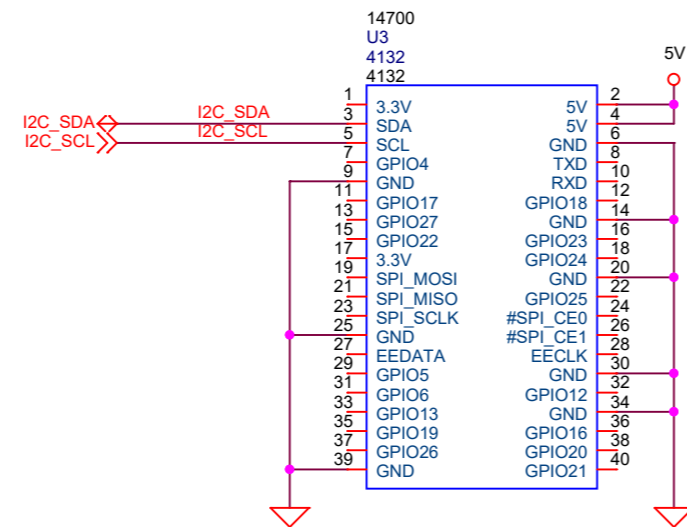 14700
U3
4132
4132
5V
I2C_SDA
I2C_SCL
I2C_SDA
I2C_SCL
1 3.3V 5V 2
3 SDA 5V 4
5 SCL GND 6
7 GPIO4 TXD 8
9 GND RXD 10
11 GPIO17 GPIO18 12
13 GPIO27 GND 14
15 GPIO22 GPIO23 16
17 3.3V GPIO24 18
19 SPI_MOSI GND 20
21 SPI_MISO GPIO25 22
23 SPI_SCLK #SPI_CE0 24
25 GND #SPI_CE1 26
27 EEDATA EECLK 28
29 GPIO5 GND 30
31 GPIO6 GPIO12 32
33 GPIO13 GND 34
35 GPIO19 GPIO16 36
37 GPIO26 GPIO20 38
39 GND GPIO21 40